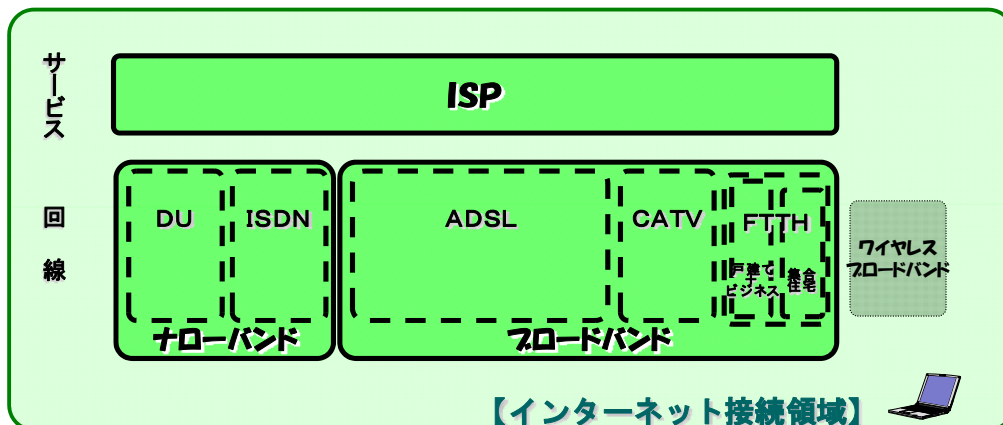 サービス
ISP
回線
DU
ISDN
ADSL
CATV
FTTH
戸建て
ビジネス
集合
住宅
ワイヤレス
ブロードバンド
ナローバンド
ブロードバンド
【インターネット接続領域】